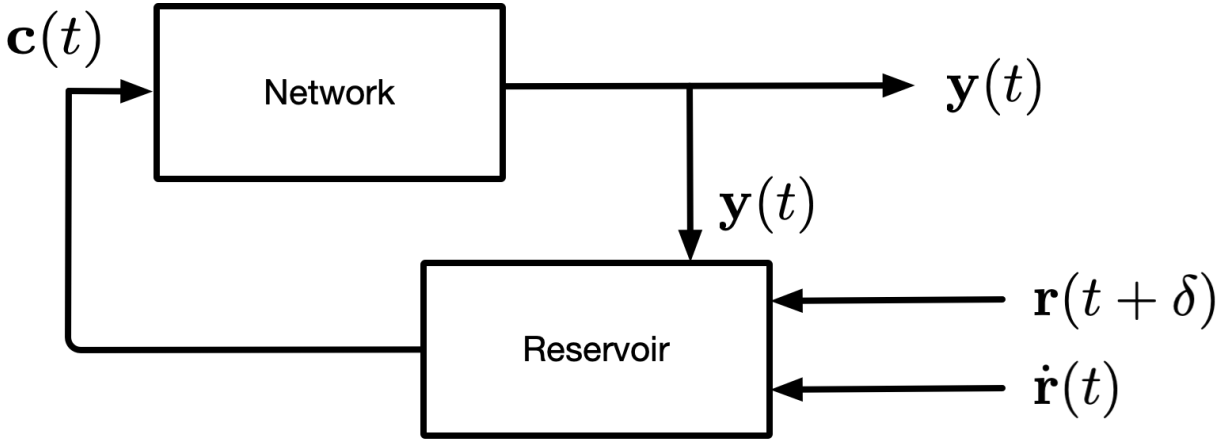 c(t)
Network
y(t)
y(t)
r(t + δ)
Reservoir
ṙ(t)